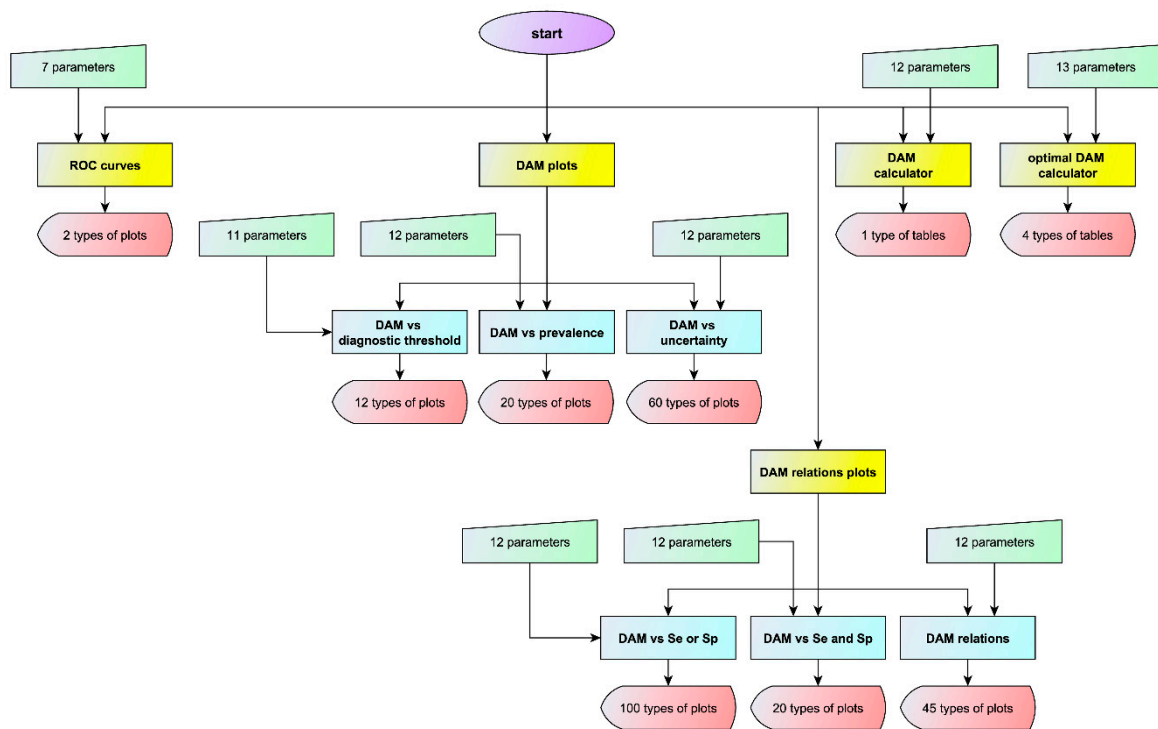 start
7 parameters
12 parameters
13 parameters
ROC curves
DAM plots
DAM
calculator
optimal DAM
calculator
2 types of plots
1 type of tables
4 types of tables
11 parameters
12 parameters
12 parameters
DAM vs
diagnostic threshold
DAM vs prevalence
DAM vs
uncertainty
12 types of plots
20 types of plots
60 types of plots
DAM relations plots
12 parameters
12 parameters
12 parameters
DAM vs Se or Sp
DAM vs Se and Sp
DAM relations
100 types of plots
20 types of plots
45 types of plots